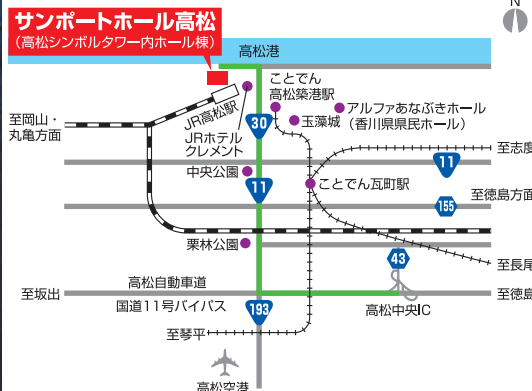 N
サンポートホール高松
(高松シンボルタワー内ホール棟)
高松港
ことでん
高松築港駅
アルファあなぶきホール
(香川県県民ホール)
玉藻城
JR高松駅
JRホテル
クレメント
至岡山・
丸亀方面
30
至志度
11
中央公園
11
ことでん瓦町駅
至徳島方面
155
栗林公園
43
至長尾
高松自動車道
至坂出
至徳島
国道11号バイパス
193
高松中央IC
至琴平
高松空港